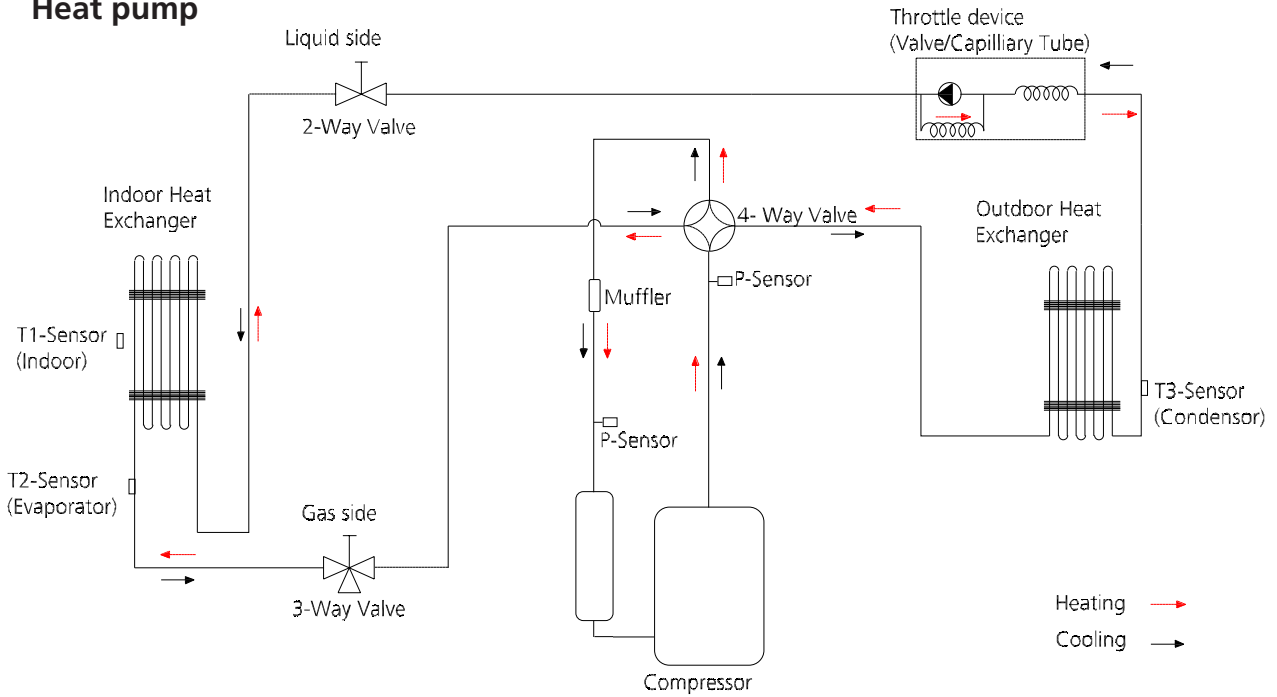 Heat pump
Liquid side
2-Way Valve
Throttle device
(Valve/Capilliary Tube)
Indoor Heat
Exchanger
4- Way Valve
Outdoor Heat
Exchanger
P-Sensor
Muffler
T1-Sensor
(Indoor)
T3-Sensor
(Condensor)
P-Sensor
T2-Sensor
(Evaporator)
Gas side
3-Way Valve
Heating
Cooling
Compressor